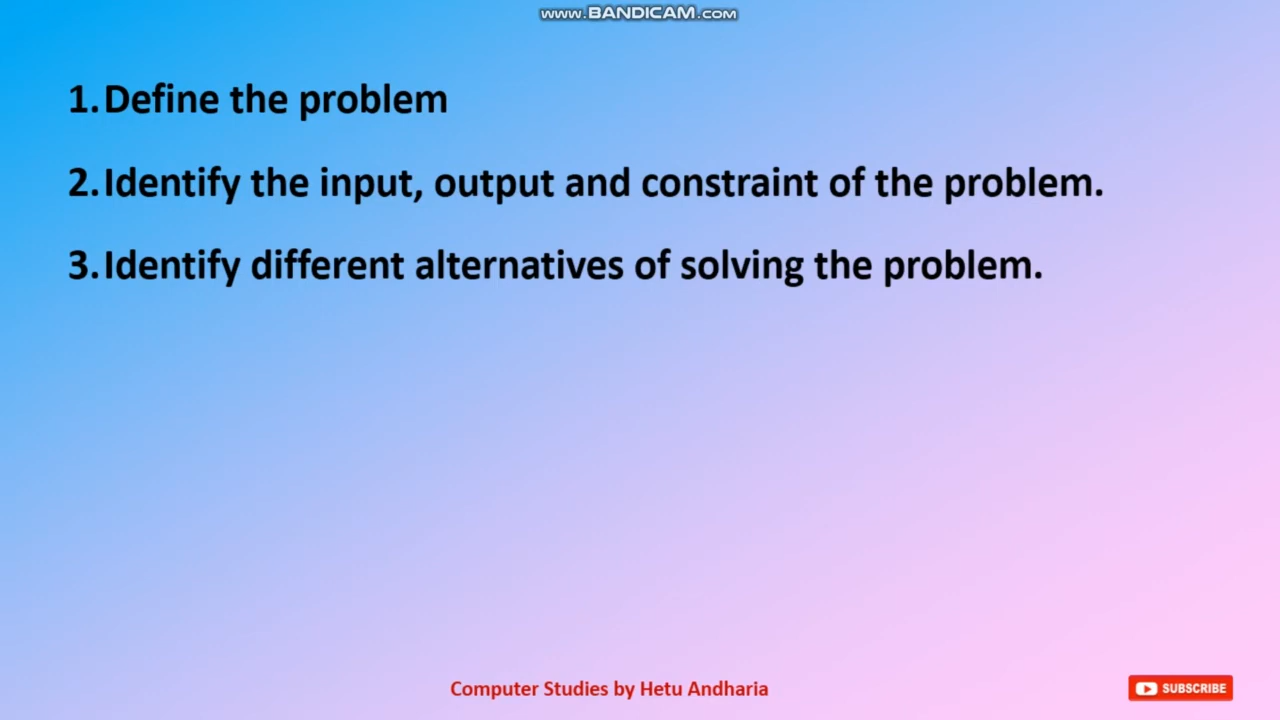 www.BANDICAM.com
1.Define the problem
2.Identify the input, output and constraint of the problem.
3.Identify different alternatives of solving the problem.
Computer Studies by Hetu Andharia
SUBSCRIBE